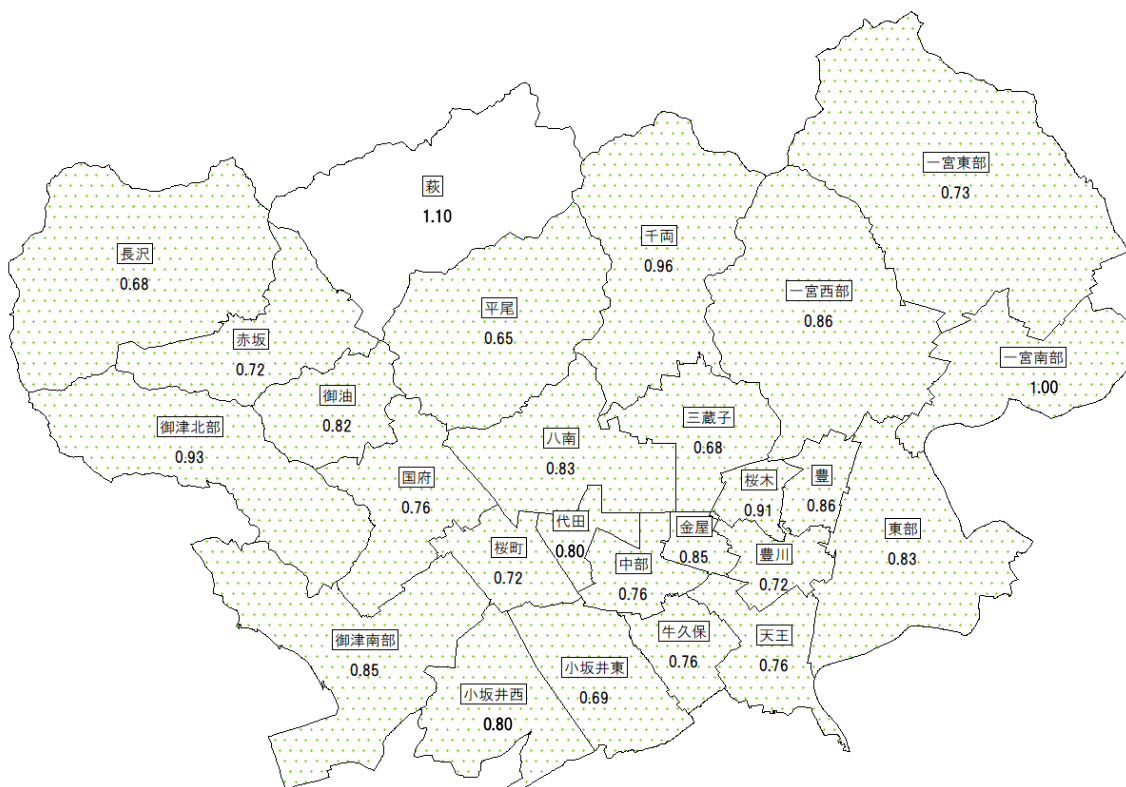 一宮東部
0.73
萩
1.10
千両
0.96
長沢
0.68
一宮西部
0.86
平尾
0.65
赤坂
0.72
一宮南部
1.00
御油
0.82
御津北部
0.93
三蔵子
0.68
八南
0.83
国府
0.76
桜木
0.91
豊
0.86
代田
0.80
金屋
0.85
東部
0.83
桜町
0.72
中部
0.76
豊川
0.72
御津南部
0.85
牛久保
0.76
天王
0.76
小坂井東
0.69
小坂井西
0.80